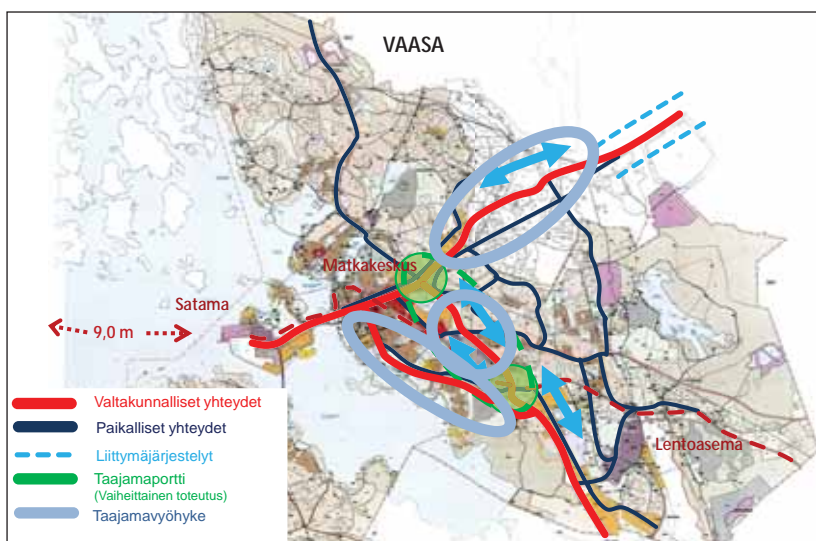 VAASA
Matkakeskus
Satama
9,0 m
Lentoasema
Valtakunnalliset yhteydet
Paikalliset yhteydet
Liittymäjärjestelyt
Taajamaportti
(Vaiheittainen toteutus)
Taajamavyöhyke